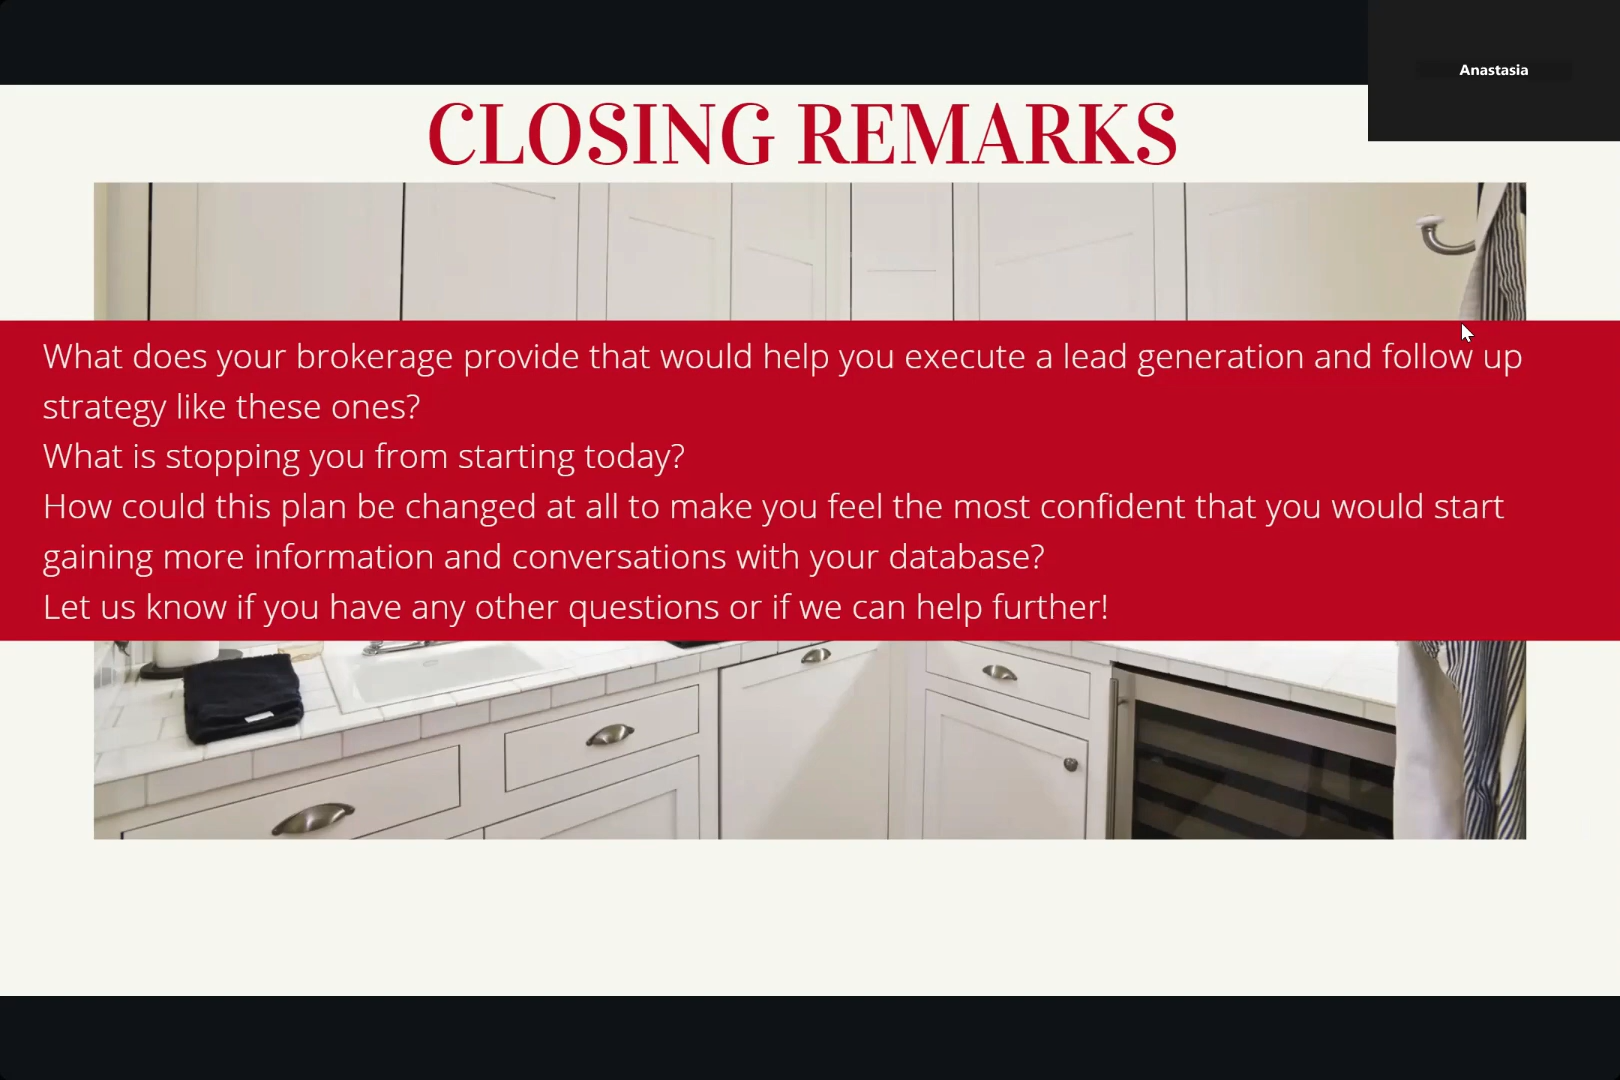 Anastasia
CLOSING REMARKS
What does your brokerage provide that would help you execute a lead generation and follow up
strategy like these ones?
What is stopping you from starting today?
How could this plan be changed at all to make you feel the most confident that you would start
gaining more information and conversations with your database?
Let us know if you have any other questions or if we can help further!